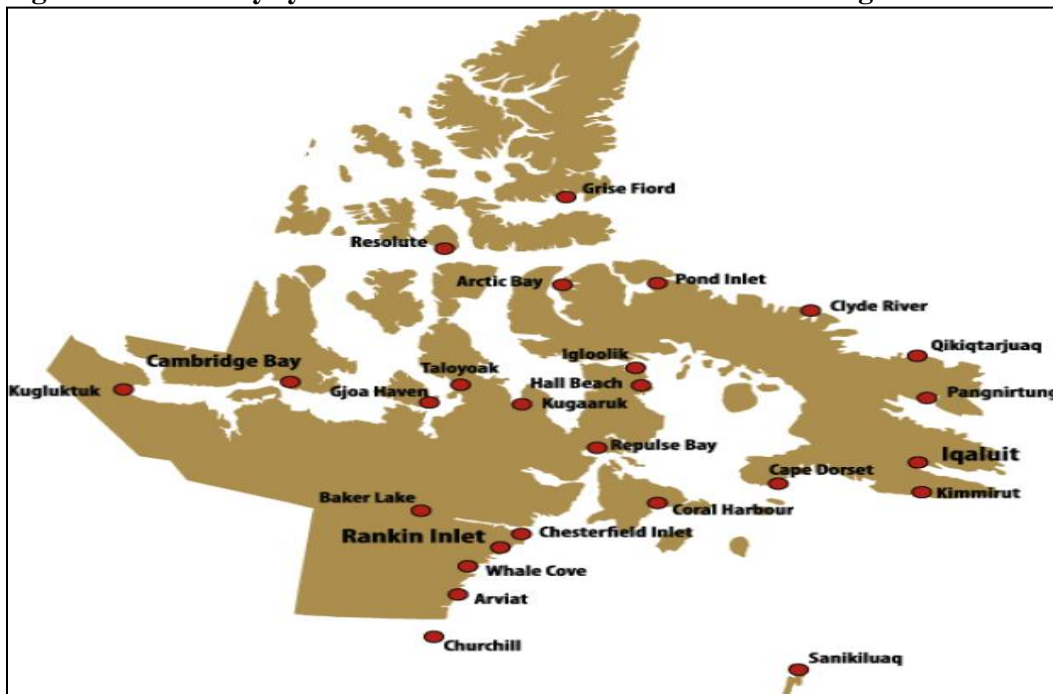 Grise Fiord
Resolute
Arctic Bay
Pond Inlet
Clyde River
Igloolik
Qikiqtarjuaq
Cambridge Bay
Taloyoak
Hall Beach
Kugluktuk
Gjoa Haven
Kugaaruk
Pangnirtung
Repulse Bay
Iqaluit
Cape Dorset
Kimmirut
Baker Lake
Coral Harbour
Rankin Inlet
Chesterfield Inlet
Whale Cove
Arviat
Churchill
Sanikiluaq